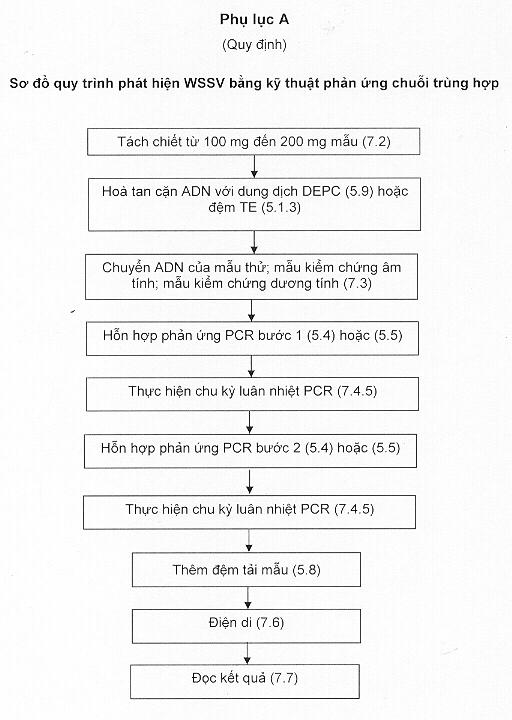 Phụ lục A
(Quy định)
Sơ đồ quy trình phát hiện WSSV bằng kỹ thuật phản ứng chuỗi trùng hợp
Tách chiết từ 100 mg đến 200 mg mẫu (7.2)
Hoà tan cặn ADN với dung dịch DEPC (5.9) hoặc
đệm TE (5.1.3)
Chuyển ADN của mẫu thử; mẫu kiểm chứng âm
tính; mẫu kiểm chứng dương tính (7.3)
Hỗn hợp phản ứng PCR bước 1 (5.4) hoặc (5.5)
Thực hiện chu kỳ luân nhiệt PCR (7.4.5)
Hỗn hợp phản ứng PCR bước 2 (5.4) hoặc (5.5)
Thực hiện chu kỳ luân nhiệt PCR (7.4.5)
Thêm đệm tải mẫu (5.8)
Điện di (7.6)
Đọc kết quả (7.7)